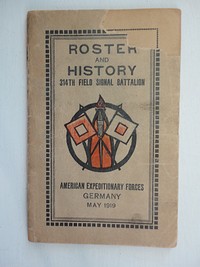 ROSTER
AND
HISTORY
314TH FIELD SIGNAL BATTALION
AMERICAN EXPEDITIONARY FORCES
GERMANY
MAY 1919